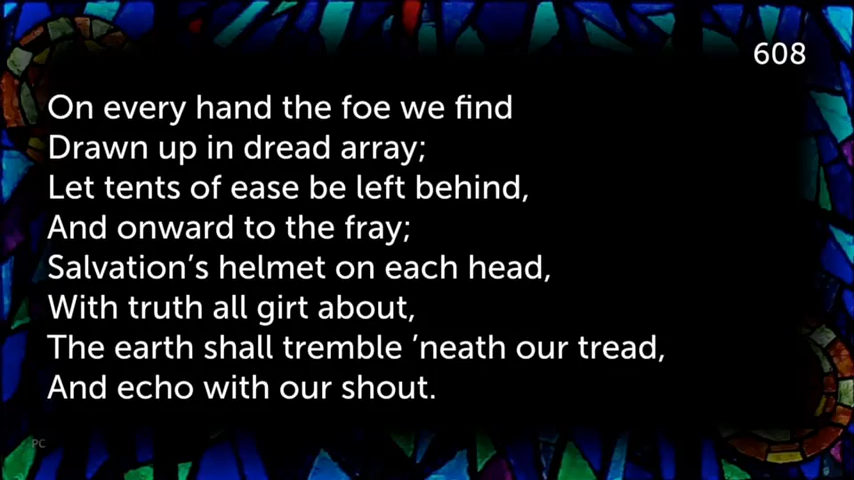 608
On every hand the foe we find
Drawn up in dread array;
Let tents of ease be left behind,
And onward to the fray;
Salvation’s helmet on each head,
With truth all girt about,
The earth shall tremble ’neath our tread,
And echo with our shout.
PC